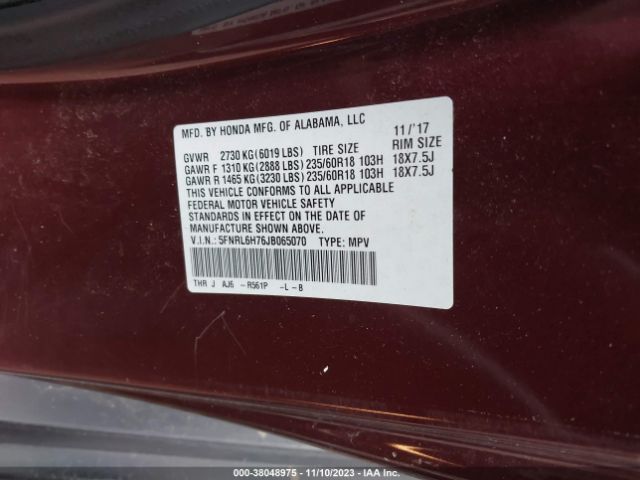 MFD. BY HONDA MFG. OF ALABAMA, LLC 11/'17
GVWR 2730 KG(6019 LBS) TIRE SIZE RIM SIZE
GAWR F 1310 KG(2888 LBS)235/60R18 103H 18X7.5J
GAWR R 1465 KG(3230 LBS)235/60R18 103H 18X7.5J
THIS VEHICLE CONFORMS TO ALL APPLICABLE
FEDERAL MOTOR VEHICLE SAFETY
STANDARDS IN EFFECT ON THE DATE OF
MANUFACTURE SHOWN ABOVE.
V.I.N.: 5FNRL6H76JB065070 TYPE: MPV
THR J AJ6 -R561P -L-B
000-38048975 - 11/10/2023 - IAA Inc.